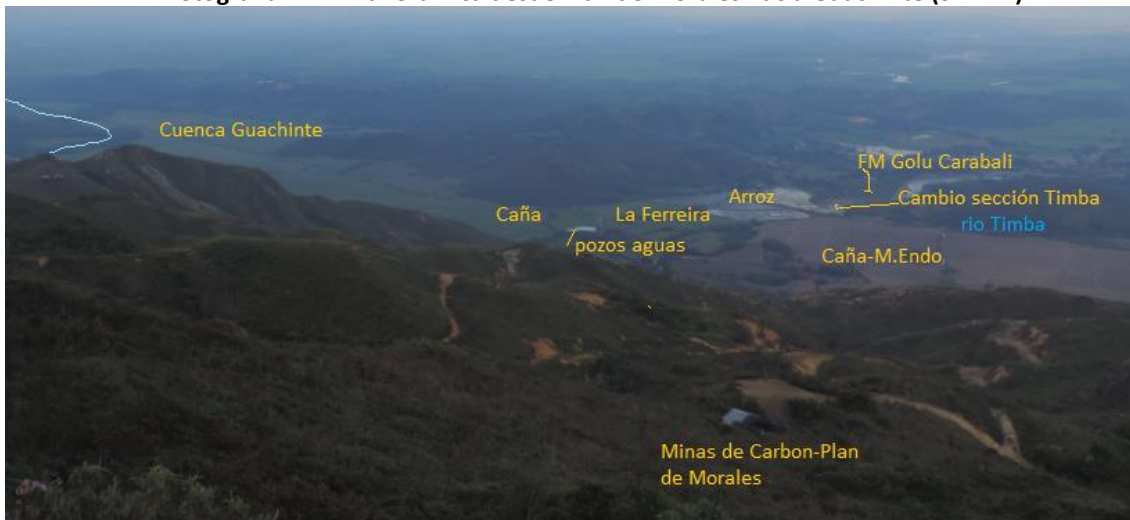 Cuenca Guachinte
FM Golu Carabali
Arroz
Cambio sección Timba
Caña
La Ferreira
rio Timba
pozos aguas
Caña-M.Endo
Minas de Carbon-Plan
de Morales